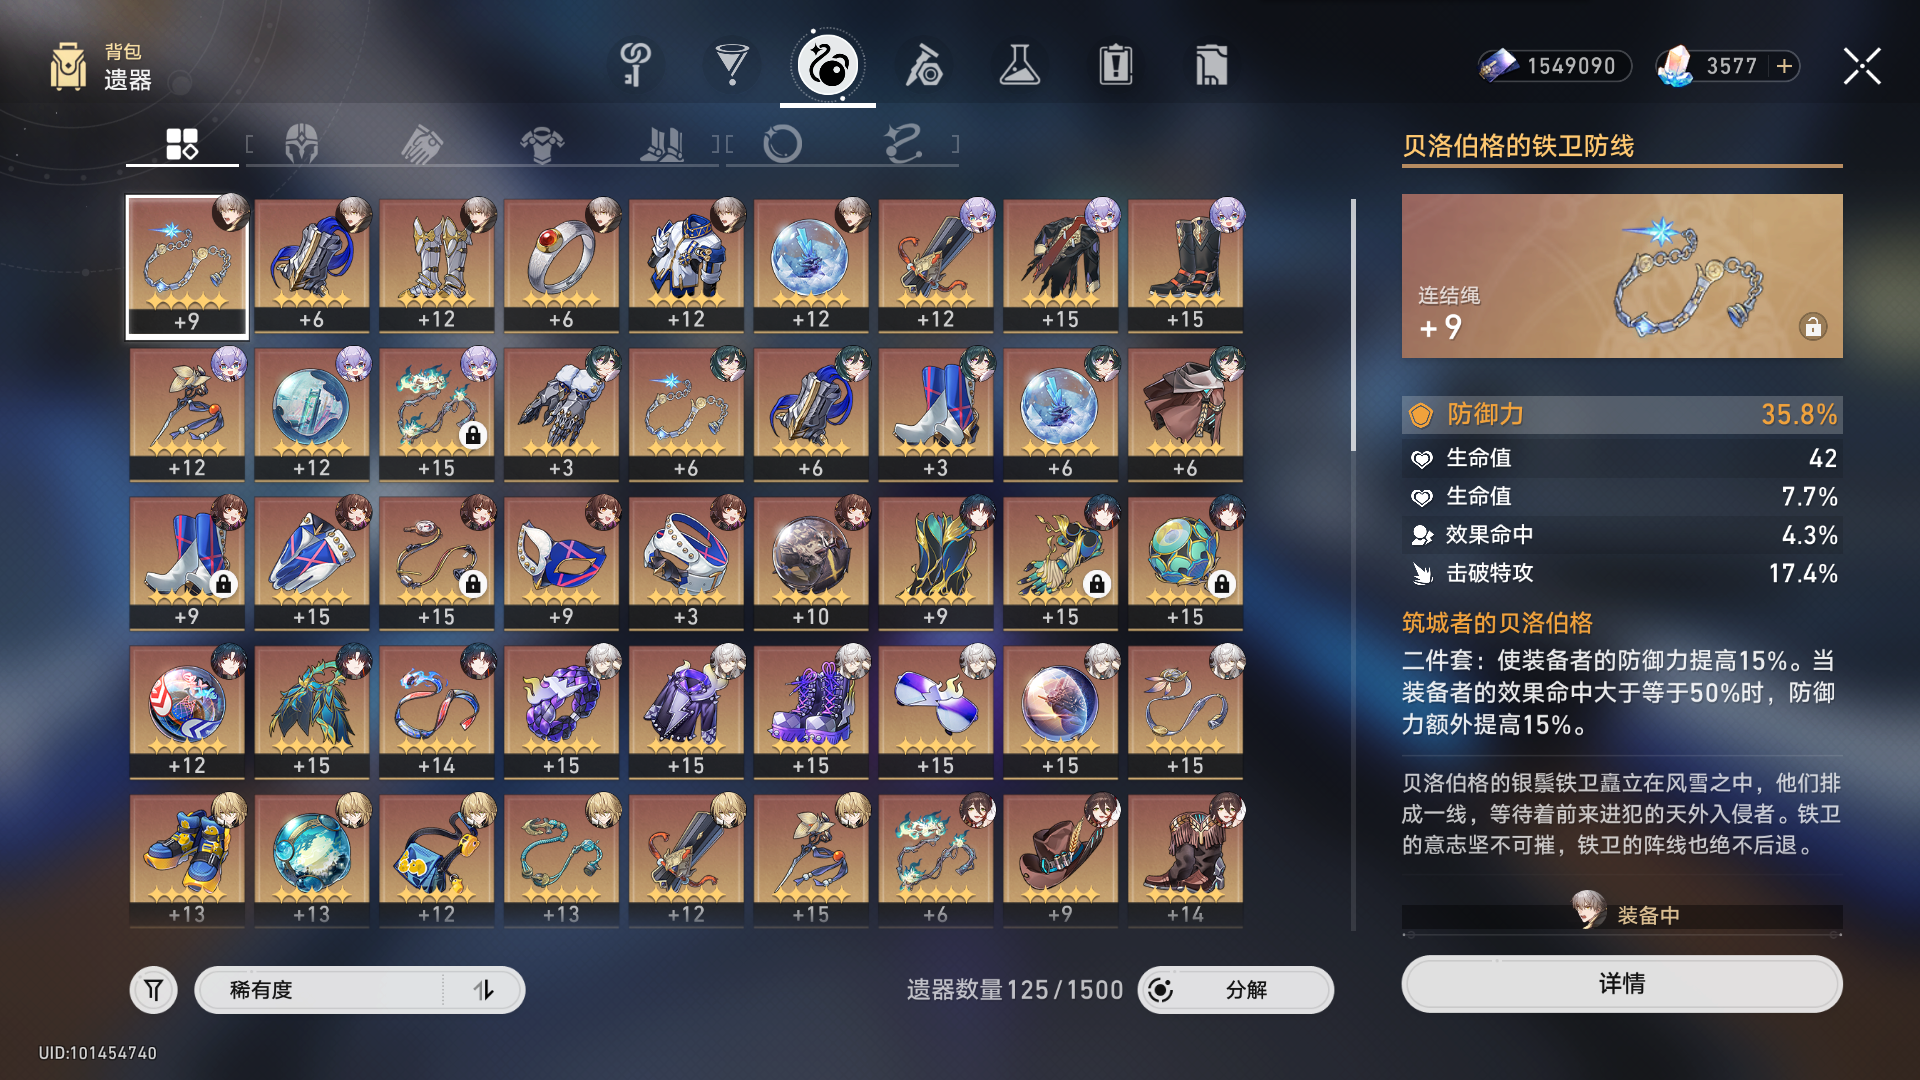 背包
遗器
1549090
3577
+9
+6
+12
+6
+12
+12
+12
+15
+15
+12
+12
+15
+3
+6
+6
+3
+6
+6
+9
+15
+15
+9
+3
+10
+9
+15
+15
+12
+15
+14
+15
+15
+15
+15
+15
+15
+13
+13
+12
+13
+12
+15
+6
+9
+14
稀有度
遗器数量 125/1500
分解
UID:101454740
贝洛伯格的铁卫防线
连结绳
+9
防御力 35.8%
生命值 42
生命值 7.7%
效果命中 4.3%
击破特攻 17.4%
筑城者的贝洛伯格
二件套：使装备者的防御力提高15%。当
装备者的效果命中大于等于50%时，防御
力额外提高15%。
贝洛伯格的银鬃铁卫矗立在风雪之中，他们排
成一线，等待着前来进犯的天外入侵者。铁卫
的意志坚不可摧，铁卫的阵线也绝不后退。
装备中
详情